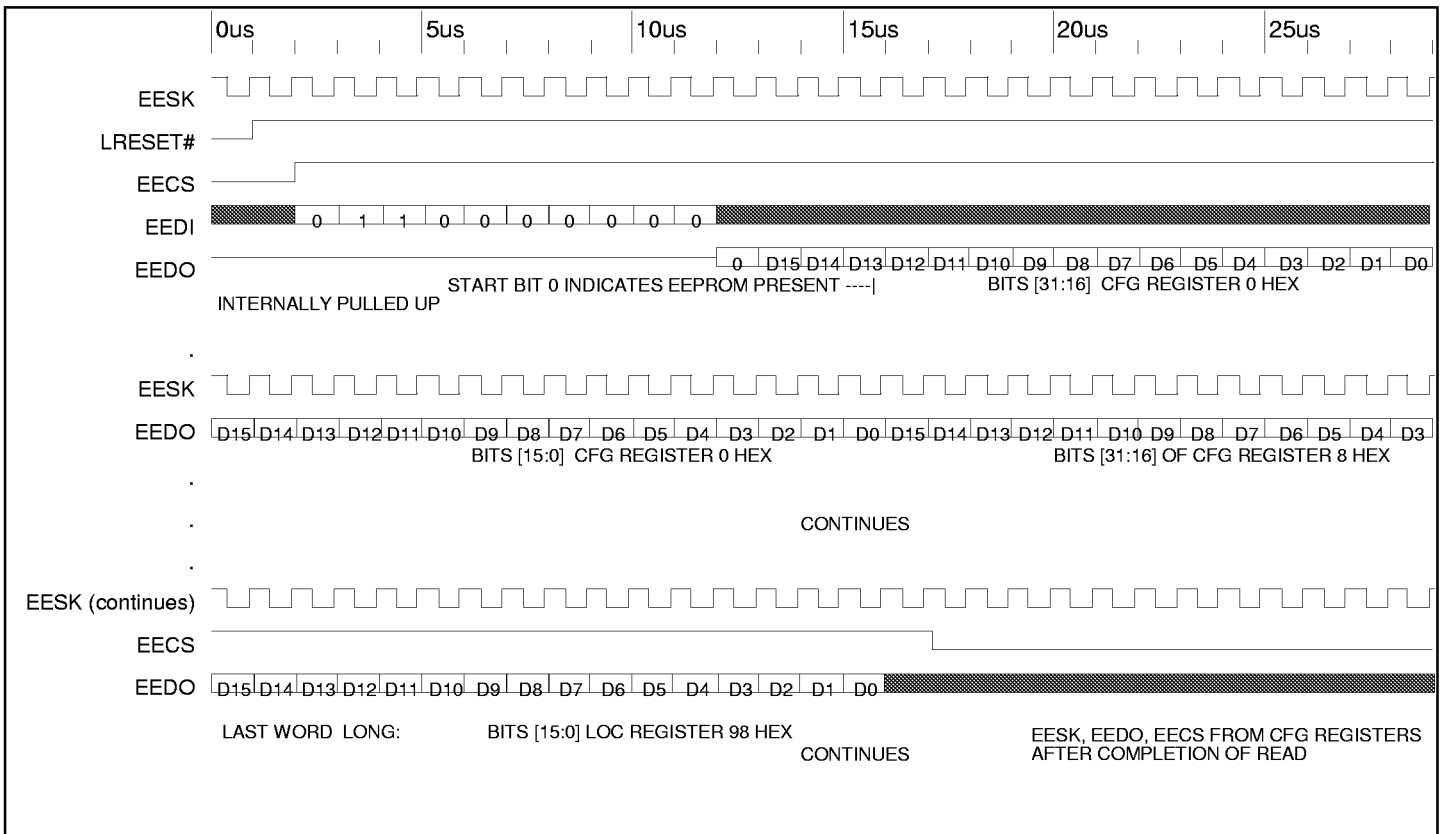 0us 5us 10us 15us 20us 25us
EESK
LRESET#
EECS
EEDI 0 1 1 0 0 0 0 0 0 0
EEDO 0 D15 D14 D13 D12 D11 D10 D9 D8 D7 D6 D5 D4 D3 D2 D1 D0
START BIT 0 INDICATES EEPROM PRESENT ----| BITS [31:16] CFG REGISTER 0 HEX
INTERNALLY PULLED UP
.
EESK
EEDO D15 D14 D13 D12 D11 D10 D9 D8 D7 D6 D5 D4 D3 D2 D1 D0 D15 D14 D13 D12 D11 D10 D9 D8 D7 D6 D5 D4 D3
BITS [15:0] CFG REGISTER 0 HEX BITS [31:16] OF CFG REGISTER 8 HEX
.
. CONTINUES
.
EESK (continues)
EECS
EEDO D15 D14 D13 D12 D11 D10 D9 D8 D7 D6 D5 D4 D3 D2 D1 D0
LAST WORD LONG: BITS [15:0] LOC REGISTER 98 HEX EESK, EEDO, EECS FROM CFG REGISTERS
CONTINUES AFTER COMPLETION OF READ